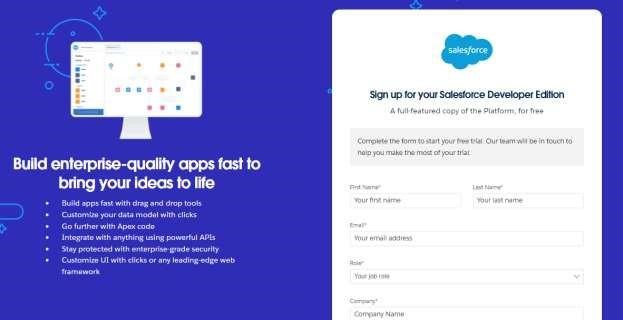 Build enterprise-quality apps fast to
bring your ideas to life
Build apps fast with drag and drop tools
Customize your data model with clicks
Go further with Apex code
Integrate with anything using powerful APIs
Stay protected with enterprise-grade security
Customize UI with clicks or any leading-edge web
framework
salesforce
Sign up for your Salesforce Developer Edition
A full-featured copy of the Platform, for free
Complete the form to start your free trial. Our team will be in touch to
help you make the most of your trial.
First Name*
Last Name*
Your first name
Your last name
Email*
Your email address
Role*
Your job role
Company*
Company Name